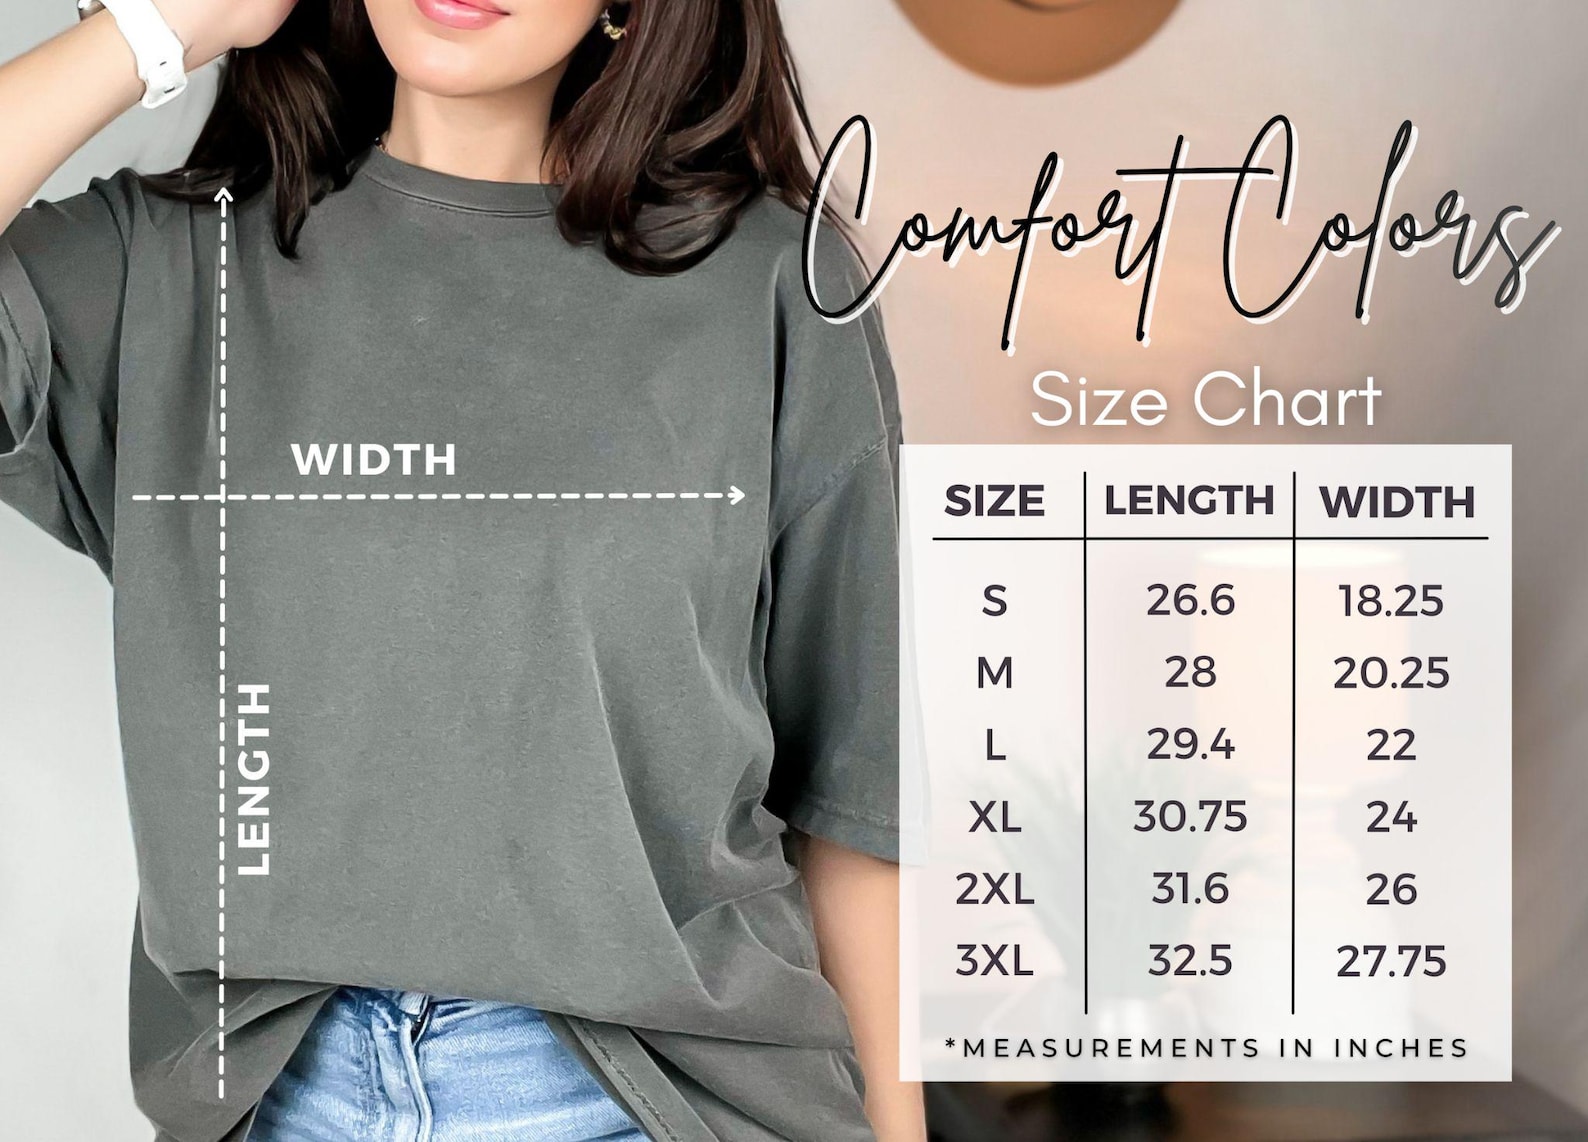 Comfort Colors
Size Chart
WIDTH
LENGTH
SIZE LENGTH WIDTH
S 26.6 18.25
M 28 20.25
L 29.4 22
XL 30.75 24
2XL 31.6 26
3XL 32.5 27.75
*MEASUREMENTS IN INCHES